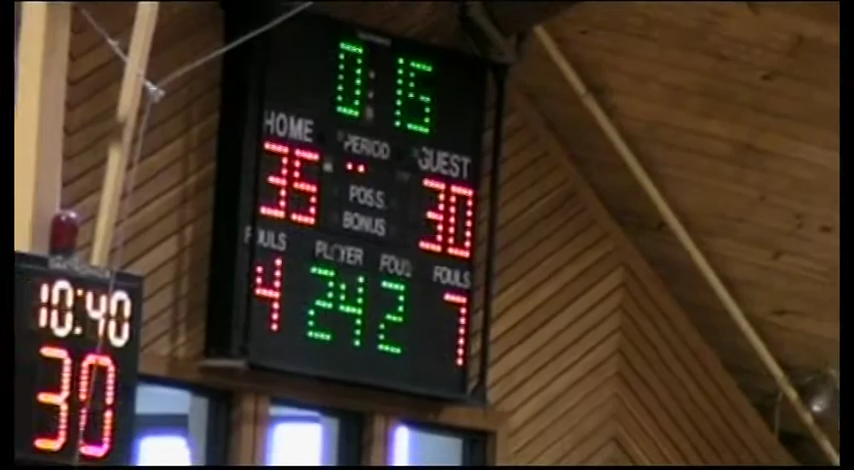 0:15
HOME PERIOD GUEST
35 30
POSS.
BONUS
FOULS PLAYER FOUL FOULS
4 24 2 7
10:40
30